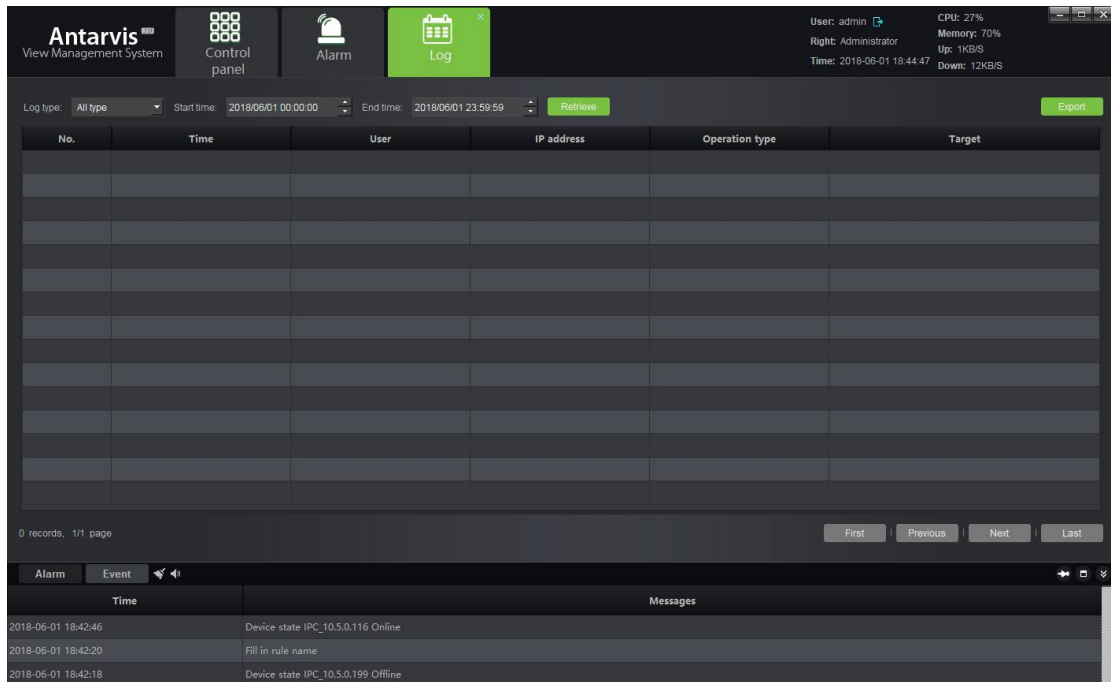 Antarvis 2.0
View Management System
Control
panel
Alarm
Log
User: admin
Right: Administrator
Time: 2018-06-01 18:44:47
CPU: 27%
Memory: 70%
Up: 1KB/S
Down: 12KB/S
Log type: All type Start time: 2018/06/01 00:00:00 End time: 2018/06/01 23:59:59 Retrieve Export
No. Time User IP address Operation type Target
0 records, 1/1 page First Previous Next Last
Alarm Event
Time Messages
2018-06-01 18:42:46 Device state IPC_10.5.0.116 Online
2018-06-01 18:42:20 Fill in rule name
2018-06-01 18:42:18 Device state IPC_10.5.0.199 Offline